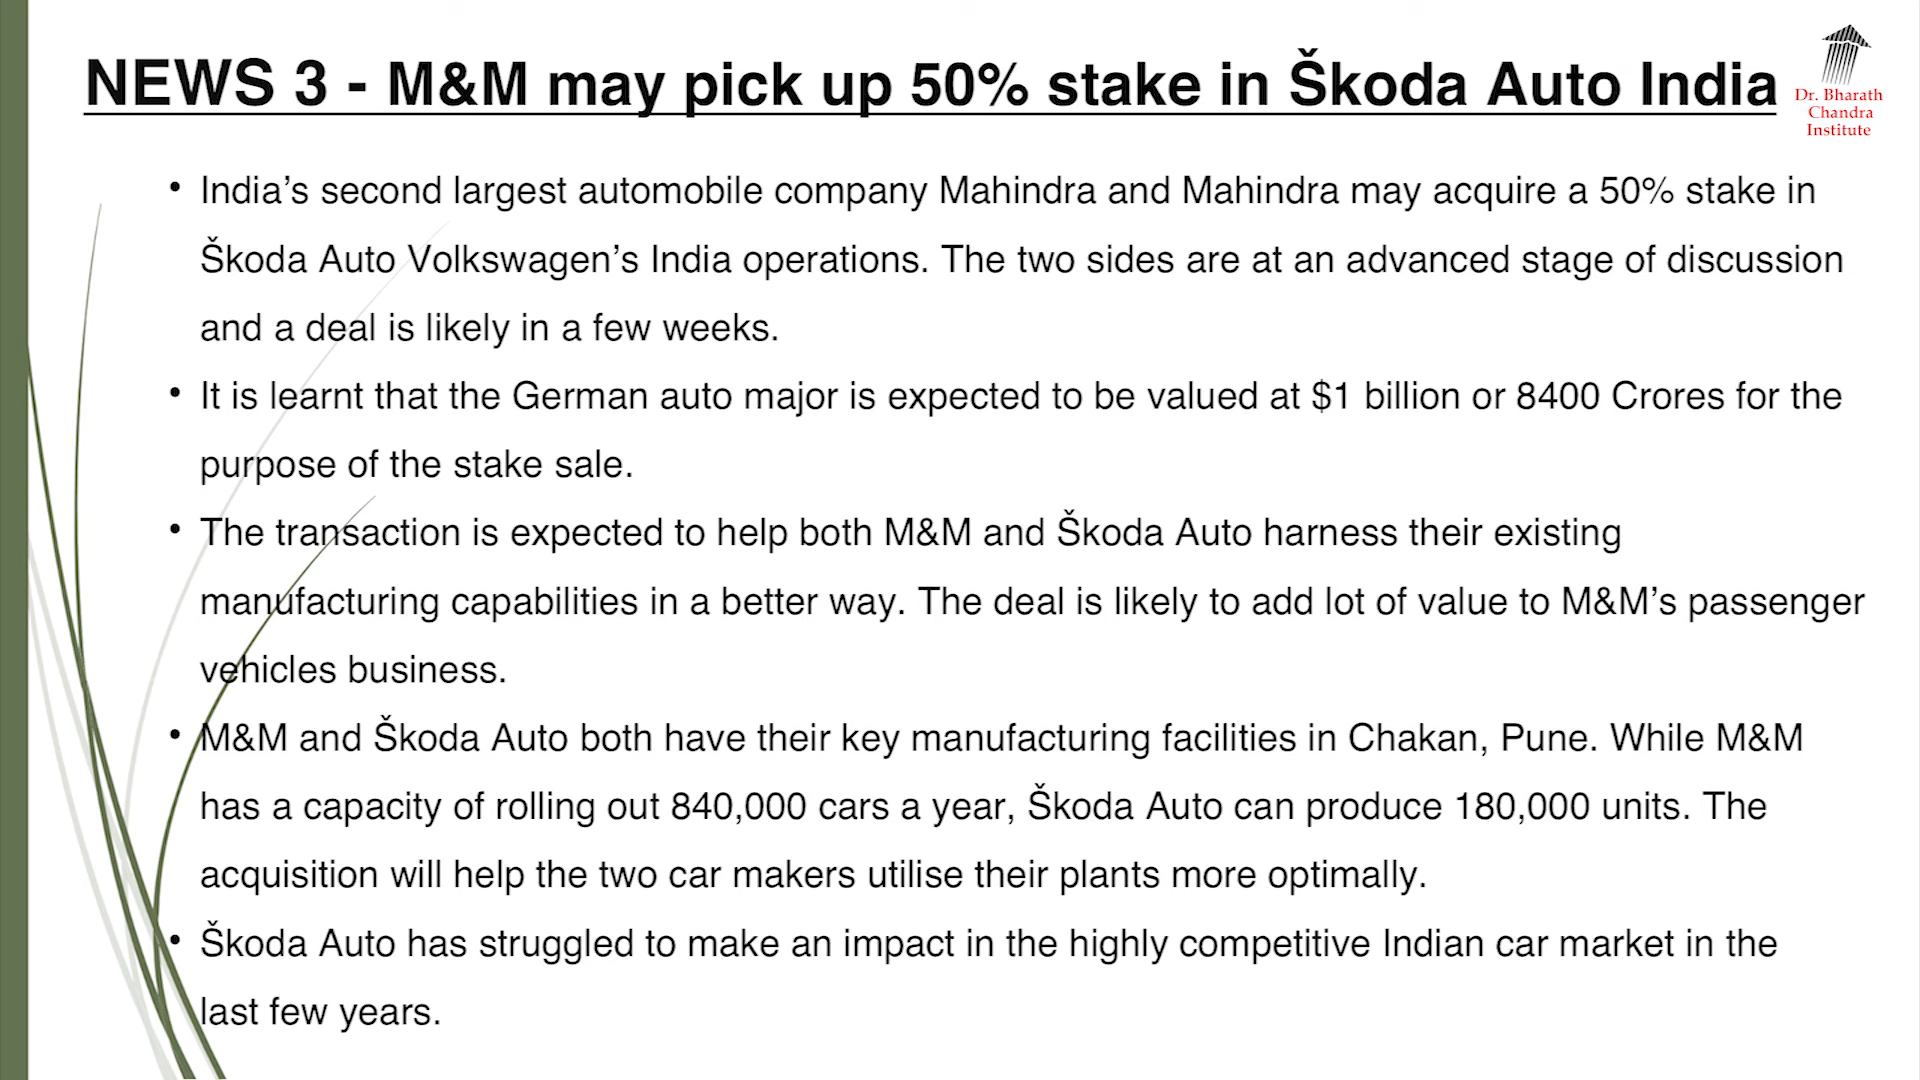 NEWS 3 - M&M may pick up 50% stake in Škoda Auto India
Dr. Bharath
Chandra
Institute
• India’s second largest automobile company Mahindra and Mahindra may acquire a 50% stake in
Škoda Auto Volkswagen’s India operations. The two sides are at an advanced stage of discussion
and a deal is likely in a few weeks.
• It is learnt that the German auto major is expected to be valued at $1 billion or 8400 Crores for the
purpose of the stake sale.
• The transaction is expected to help both M&M and Škoda Auto harness their existing
manufacturing capabilities in a better way. The deal is likely to add lot of value to M&M’s passenger
vehicles business.
• M&M and Škoda Auto both have their key manufacturing facilities in Chakan, Pune. While M&M
has a capacity of rolling out 840,000 cars a year, Škoda Auto can produce 180,000 units. The
acquisition will help the two car makers utilise their plants more optimally.
• Škoda Auto has struggled to make an impact in the highly competitive Indian car market in the
last few years.